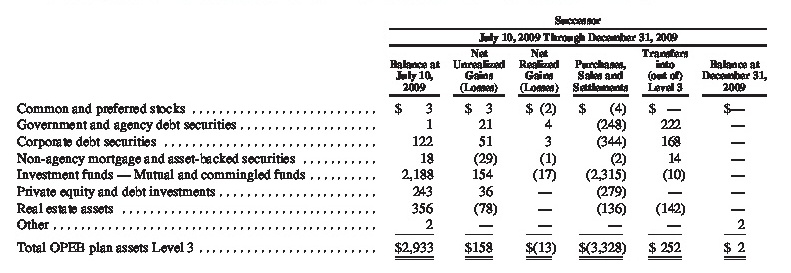 Successor
July 10, 2009 Through December 31, 2009
Balance at July 10, 2009 Net Unrealized Gains (Losses) Net Realized Gains (Losses) Purchases, Sales and Settlements Transfers into (out of) Level 3 Balance at December 31, 2009
Common and preferred stocks $ 3 $ 3 $ (2) $ (4) $ — $—
Government and agency debt securities 1 21 4 (248) 222 —
Corporate debt securities 122 51 3 (344) 168 —
Non-agency mortgage and asset-backed securities 18 (29) (1) (2) 14 —
Investment funds — Mutual and commingled funds 2,188 154 (17) (2,315) (10) —
Private equity and debt investments 243 36 — (279) — —
Real estate assets 356 (78) — (136) (142) —
Other 2 — — — — 2
Total OPEB plan assets Level 3 $2,933 $158 $(13) $(3,328) $ 252 $ 2